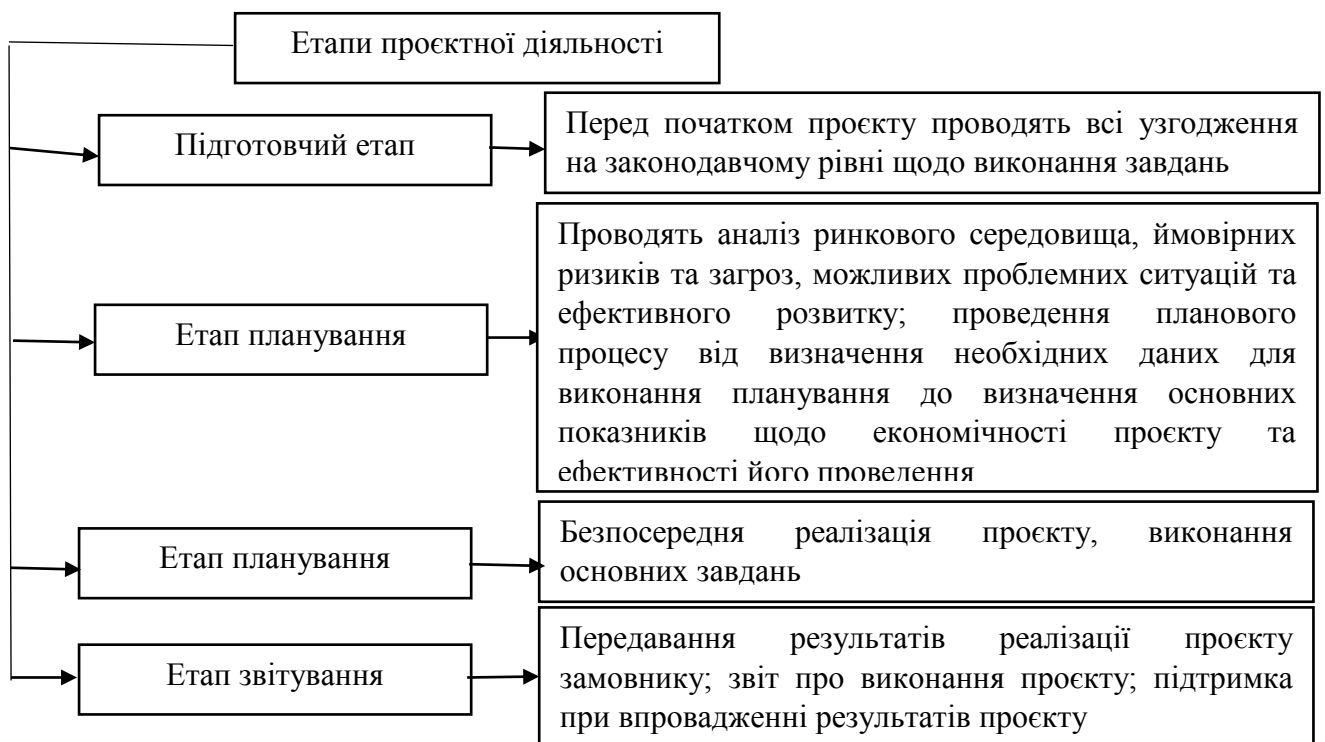 Етапи проєктної діяльності
Підготовчий етап
Перед початком проєкту проводять всі узгодження
на законодавчому рівні щодо виконання завдань
Етап планування
Проводять аналіз ринкового середовища, ймовірних
ризиків та загроз, можливих проблемних ситуацій та
ефективного розвитку; проведення планового
процесу від визначення необхідних даних для
виконання планування до визначення основних
показників щодо економічності проєкту та
ефективності його проведення
Етап планування
Безпосередня реалізація проєкту, виконання
основних завдань
Етап звітування
Передавання результатів реалізації проєкту
замовнику; звіт про виконання проєкту; підтримка
при впровадженні результатів проєкту